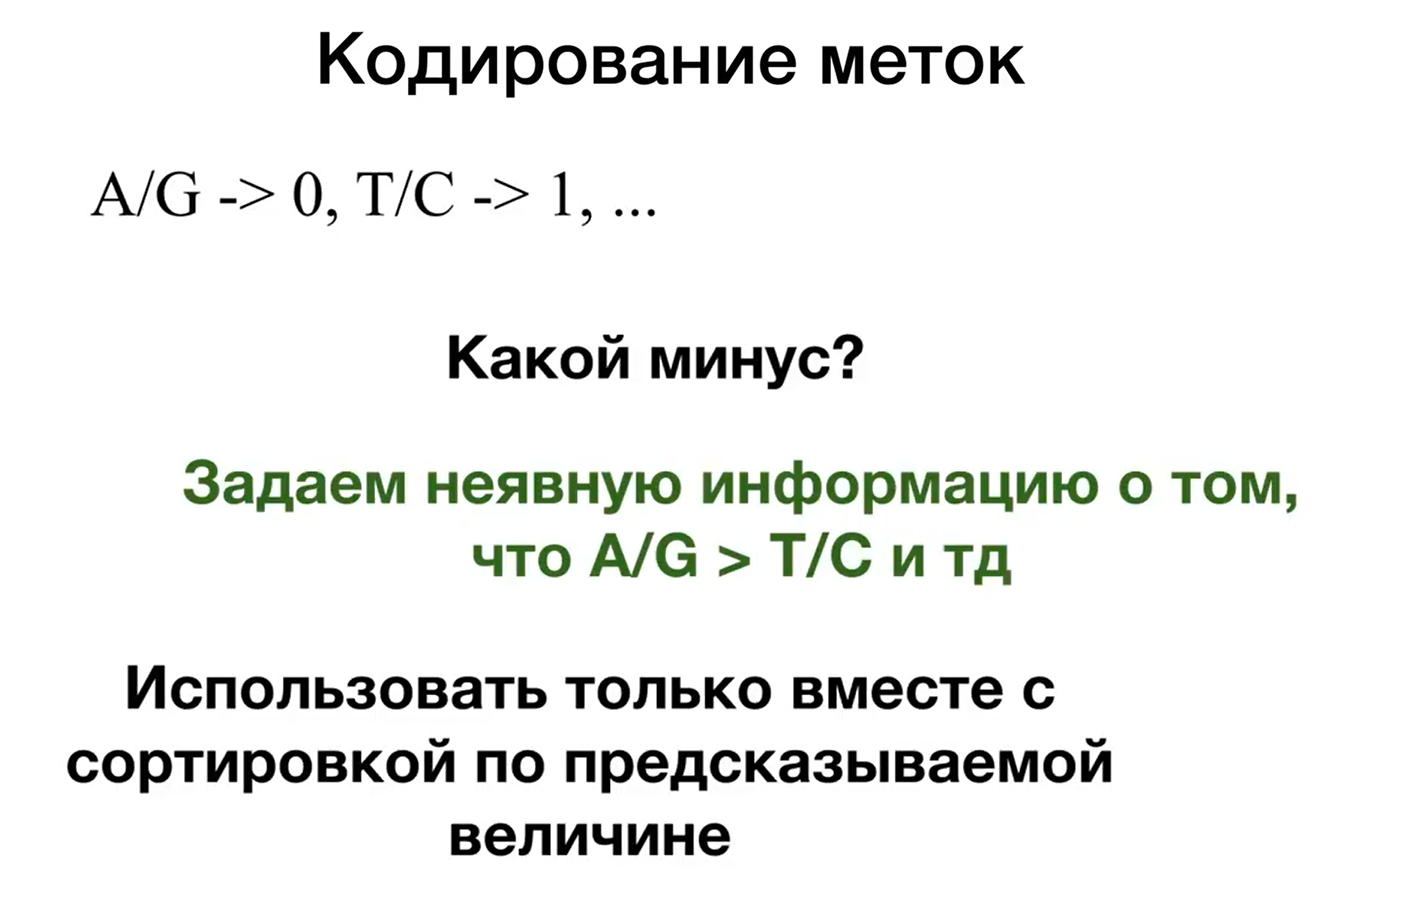 Кодирование меток
A/G -> 0, T/C -> 1, ...
Какой минус?
Задаем неявную информацию о том,
что A/G > T/C и тд
Использовать только вместе с
сортировкой по предсказываемой
величине